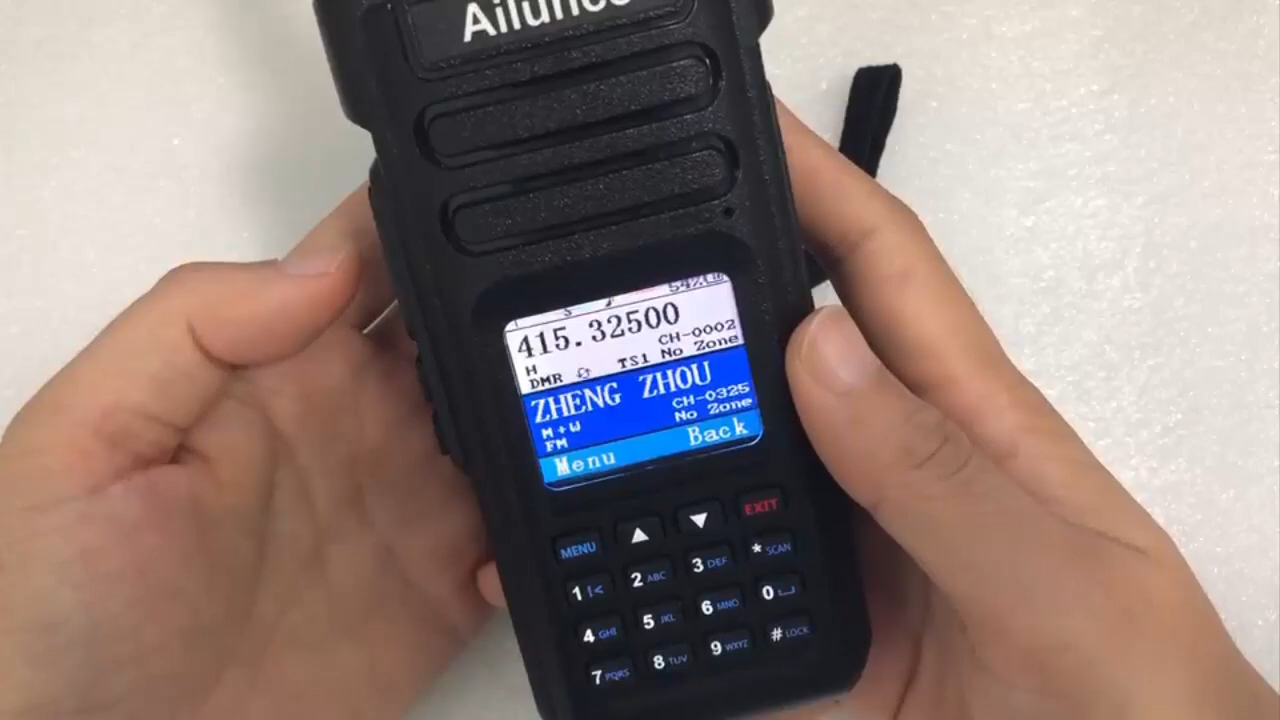 Ailunce
54%
415.32500
H CH-0002
DMR TS1 No Zone
ZHENG ZHOU
M+W CH-0325
FM No Zone
Menu Back
MENU ▲ ▼ EXIT
1 2 ABC 3 DEF * SCAN
4 GHI 5 JKL 6 MNO 0
7 PQRS 8 TUV 9 WXYZ # LOCK